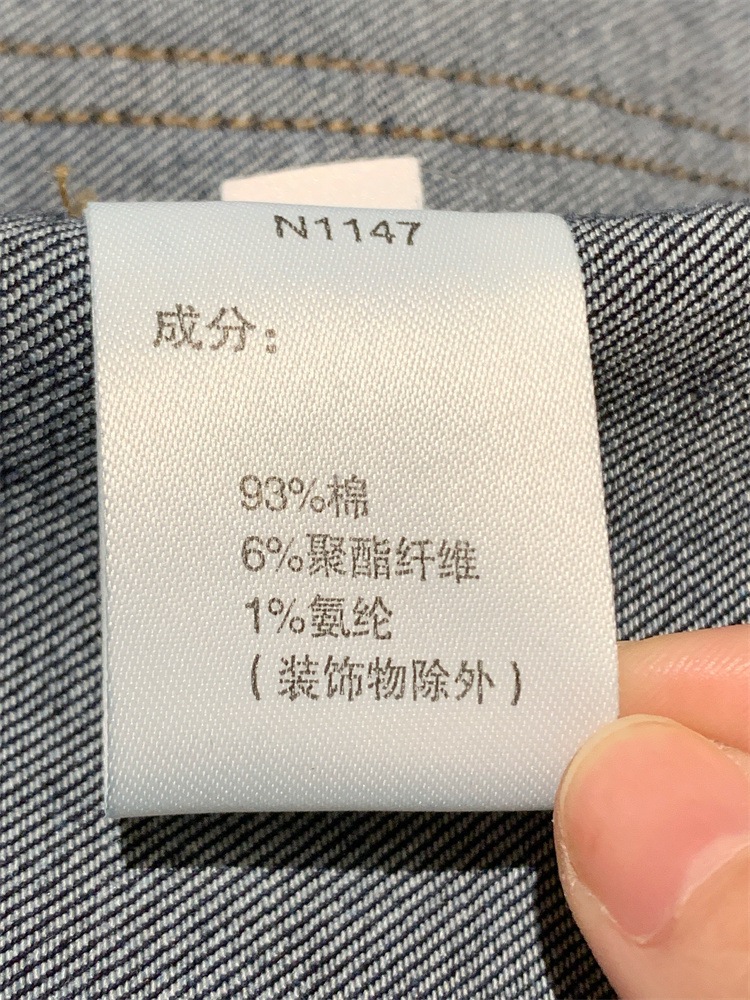 N1147
成分：
93%棉
6%聚酯纤维
1%氨纶
（装饰物除外）